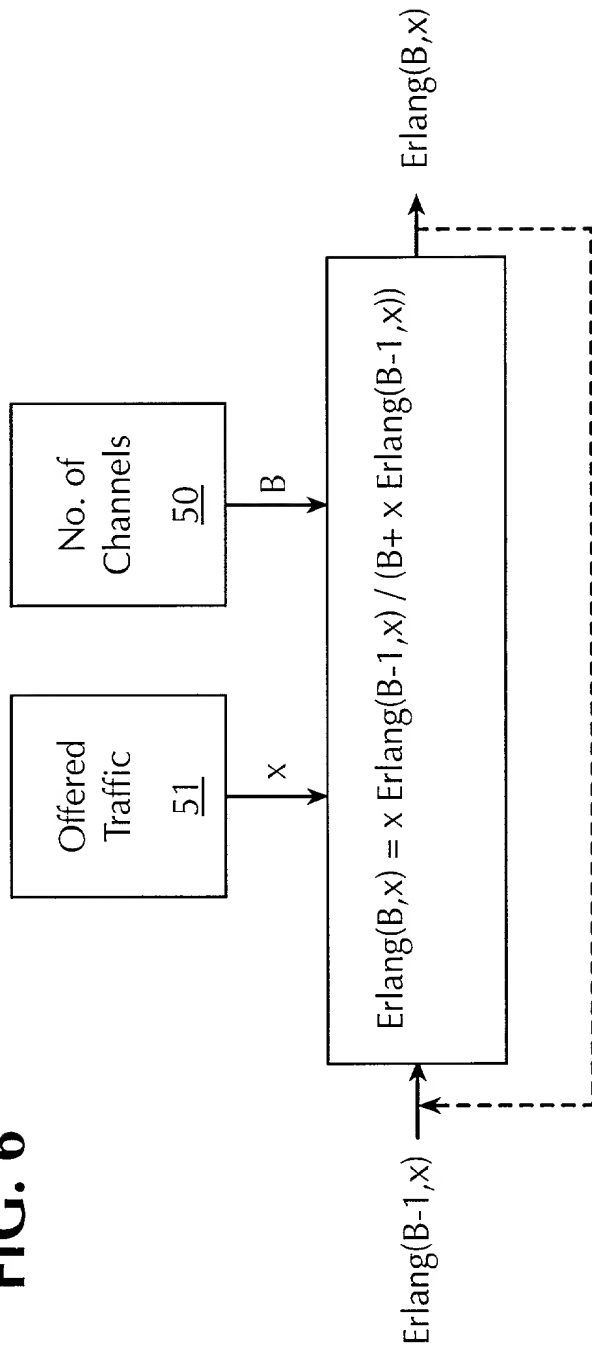 FIG. 6
Offered
Traffic
51
No. of
Channels
50
x
B
Erlang(B-1,x)
Erlang(B,x) = x Erlang(B-1,x) / (B+ x Erlang(B-1,x))
Erlang(B,x)